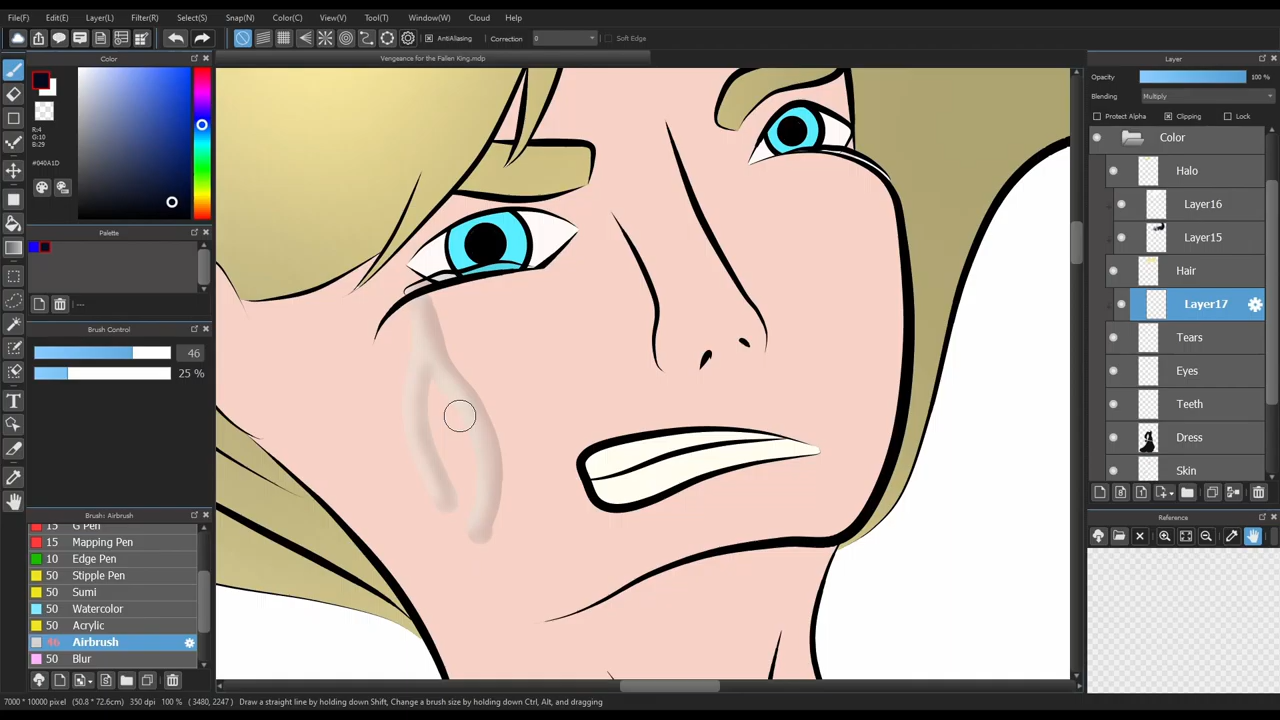 File(F) Edit(E) Layer(L) Filter(R) Select(S) Snap(N) Color(C) View(V) Tool(T) Window(W) Cloud Help
AntiAliasing Correction 0 Soft Edge
Color
Vengeance for the Fallen King.mdp
R:4
G:10
B:29
#040A1D
Palette
---
Brush Control
46
25 %
Brush: Airbrush
15 G Pen
15 Mapping Pen
10 Edge Pen
50 Stipple Pen
50 Sumi
50 Watercolor
50 Acrylic
46 Airbrush
50 Blur
Layer
Opacity 100 %
Blending Multiply
Protect Alpha Clipping Lock
Color
Halo
Layer16
Layer15
Hair
Layer17
Tears
Eyes
Teeth
Dress
Skin
Reference
7000 * 10000 pixel (50.8 * 72.6cm) 350 dpi 100 % ( 3480, 2247 ) Draw a straight line by holding down Shift, Change a brush size by holding down Ctrl, Alt, and dragging